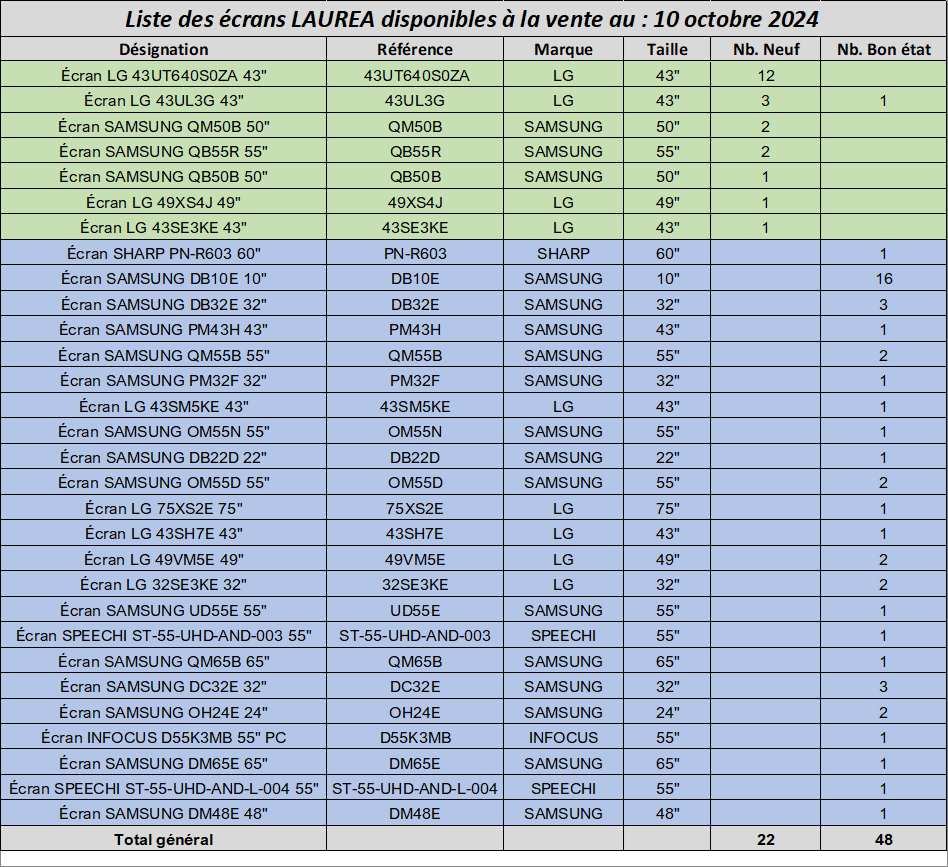 Liste des écrans LAUREA disponibles à la vente au : 10 octobre 2024
Désignation Référence Marque Taille Nb. Neuf Nb. Bon état
Écran LG 43UT640S0ZA 43" 43UT640S0ZA LG 43" 12
Écran LG 43UL3G 43" 43UL3G LG 43" 3 1
Écran SAMSUNG QM50B 50" QM50B SAMSUNG 50" 2
Écran SAMSUNG QB55R 55" QB55R SAMSUNG 55" 2
Écran SAMSUNG QB50B 50" QB50B SAMSUNG 50" 1
Écran LG 49XS4J 49" 49XS4J LG 49" 1
Écran LG 43SE3KE 43" 43SE3KE LG 43" 1
Écran SHARP PN-R603 60" PN-R603 SHARP 60" 1
Écran SAMSUNG DB10E 10" DB10E SAMSUNG 10" 16
Écran SAMSUNG DB32E 32" DB32E SAMSUNG 32" 3
Écran SAMSUNG PM43H 43" PM43H SAMSUNG 43" 1
Écran SAMSUNG QM55B 55" QM55B SAMSUNG 55" 2
Écran SAMSUNG PM32F 32" PM32F SAMSUNG 32" 1
Écran LG 43SM5KE 43" 43SM5KE LG 43" 1
Écran SAMSUNG OM55N 55" OM55N SAMSUNG 55" 1
Écran SAMSUNG DB22D 22" DB22D SAMSUNG 22" 1
Écran SAMSUNG OM55D 55" OM55D SAMSUNG 55" 2
Écran LG 75XS2E 75" 75XS2E LG 75" 1
Écran LG 43SH7E 43" 43SH7E LG 43" 1
Écran LG 49VM5E 49" 49VM5E LG 49" 2
Écran LG 32SE3KE 32" 32SE3KE LG 32" 2
Écran SAMSUNG UD55E 55" UD55E SAMSUNG 55" 1
Écran SPEECHI ST-55-UHD-AND-003 55" ST-55-UHD-AND-003 SPEECHI 55" 1
Écran SAMSUNG QM65B 65" QM65B SAMSUNG 65" 1
Écran SAMSUNG DC32E 32" DC32E SAMSUNG 32" 3
Écran SAMSUNG OH24E 24" OH24E SAMSUNG 24" 2
Écran INFOCUS D55K3MB 55" PC D55K3MB INFOCUS 55" 1
Écran SAMSUNG DM65E 65" DM65E SAMSUNG 65" 1
Écran SPEECHI ST-55-UHD-AND-L-004 55" ST-55-UHD-AND-L-004 SPEECHI 55" 1
Écran SAMSUNG DM48E 48" DM48E SAMSUNG 48" 1
Total général 22 48